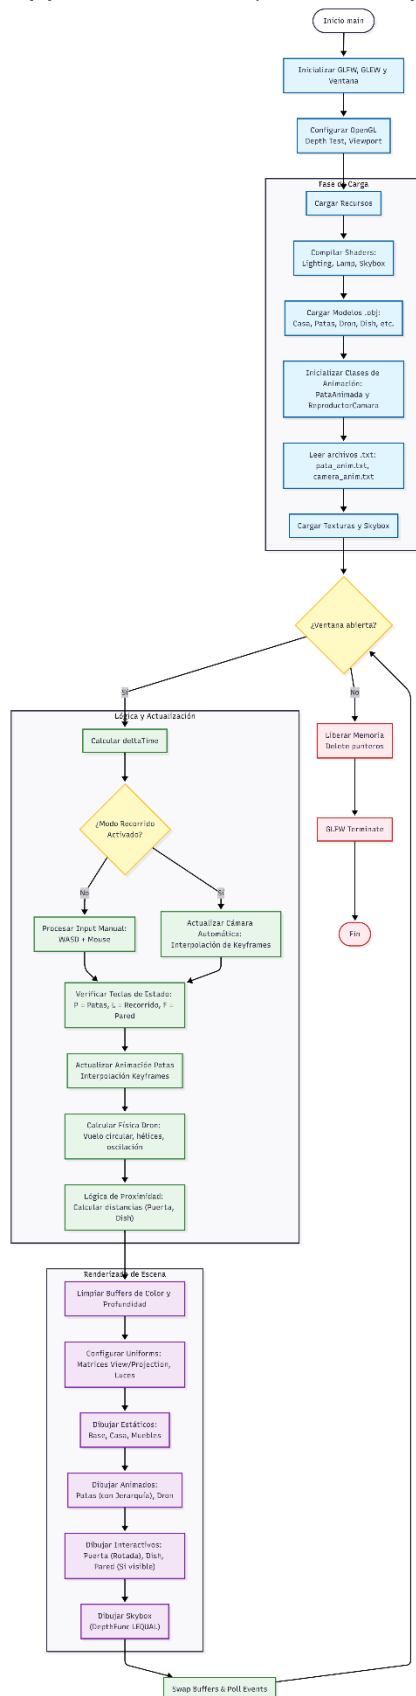 Inicio main
Inicializar GLFW, GLEW y
Ventana
Configurar OpenGL
Depth Test, Viewport
Fase de Carga
Cargar Recursos
Compilar Shaders:
Lighting, Lamp, Skybox
Cargar Modelos .obj:
Casa, Patas, Dron, Dish, etc.
Inicializar Clases de
Animación:
PataAnimada y
ReproductorCamara
Leer archivos .txt:
pata_anim.txt,
camera_anim.txt
Cargar Texturas y Skybox
¿Ventana abierta?
Sí
No
Lógica y Actualización
Calcular deltaTime
Liberar Memoria
Delete punteros
¿Modo Recorrido
Activado?
GLFW Terminate
No
Sí
Procesar Input Manual:
WASD + Mouse
Actualizar Cámara
Automática:
Interpolación de Keyframes
Fin
Verificar Teclas de Estado:
P = Patas, L = Recorrido, F =
Pared
Actualizar Animación Patas
Interpolación Keyframes
Calcular Física Dron:
Vuelo circular, hélices,
oscilación
Lógica de Proximidad:
Calcular distancias (Puerta,
Dish)
Renderizado de Escena
Limpiar Buffers de Color y
Profundidad
Configurar Uniforms:
Matrices View/Projection,
Luces
Dibujar Estáticos:
Base, Casa, Muebles
Dibujar Animados:
Patas (con Jerarquía), Dron
Dibujar Interactivos:
Puerta (Rotada), Dish,
Pared (Si visible)
Dibujar Skybox
(DepthFunc LEQUAL)
Swap Buffers & Poll Events